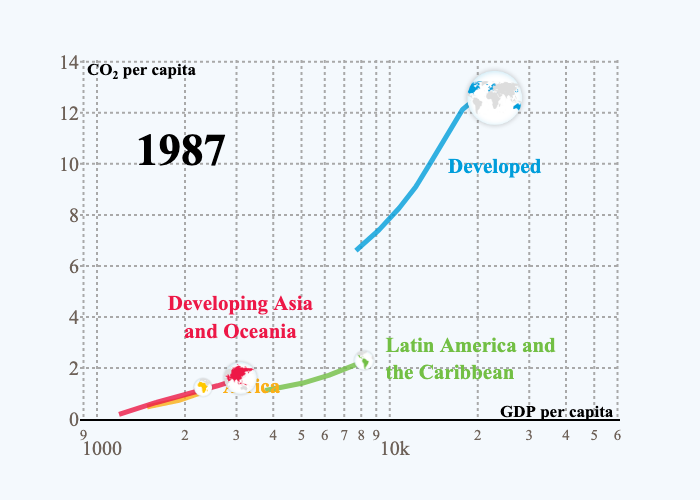 14
CO₂ per capita
12
1987
10
Developed
8
6
Developing Asia
and Oceania
4
Latin America and
the Caribbean
2
Africa
0
GDP per capita
9 1000 2 3 4 5 6 7 8 9 10k 2 3 4 5 6